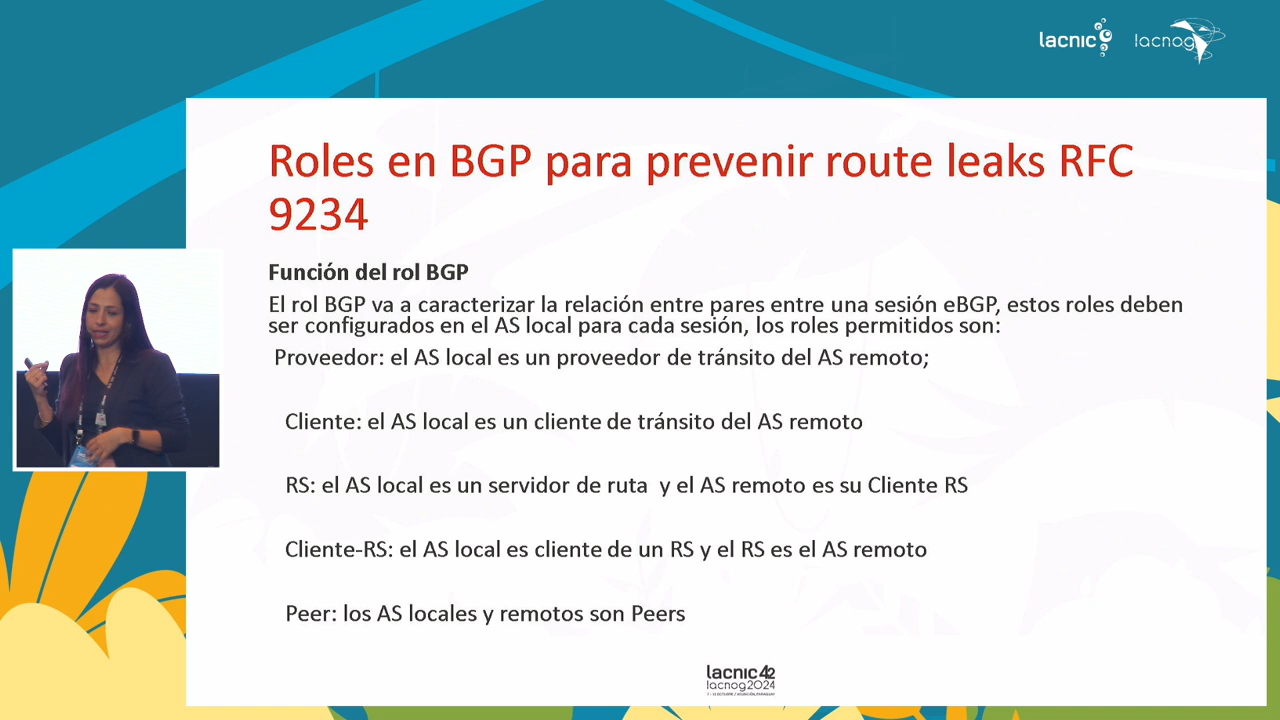 lacnic
lacnog
Roles en BGP para prevenir route leaks RFC
9234
Función del rol BGP
El rol BGP va a caracterizar la relación entre pares entre una sesión eBGP, estos roles deben
ser configurados en el AS local para cada sesión, los roles permitidos son:
Proveedor: el AS local es un proveedor de tránsito del AS remoto;
Cliente: el AS local es un cliente de tránsito del AS remoto
RS: el AS local es un servidor de ruta  y el AS remoto es su Cliente RS
Cliente-RS: el AS local es cliente de un RS y el RS es el AS remoto
Peer: los AS locales y remotos son Peers
lacnic42
lacnog2024